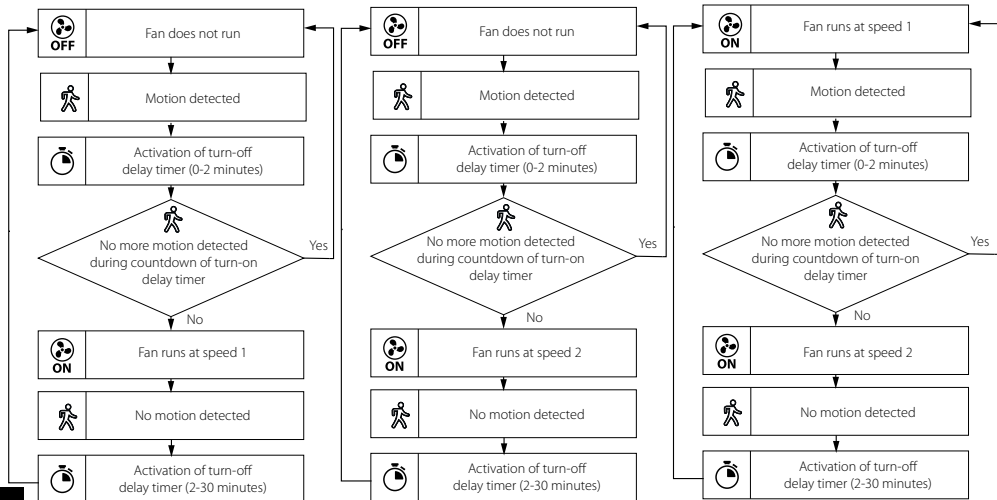 OFF
Fan does not run
Motion detected
Activation of turn-off
delay timer (0-2 minutes)
No more motion detected
during countdown of turn-on
delay timer
Yes
No
ON
Fan runs at speed 1
No motion detected
Activation of turn-off
delay timer (2-30 minutes)
OFF
Fan does not run
Motion detected
Activation of turn-off
delay timer (0-2 minutes)
No more motion detected
during countdown of turn-on
delay timer
Yes
No
ON
Fan runs at speed 2
No motion detected
Activation of turn-off
delay timer (2-30 minutes)
ON
Fan runs at speed 1
Motion detected
Activation of turn-off
delay timer (0-2 minutes)
No more motion detected
during countdown of turn-on
delay timer
Yes
No
ON
Fan runs at speed 2
No motion detected
Activation of turn-off
delay timer (2-30 minutes)